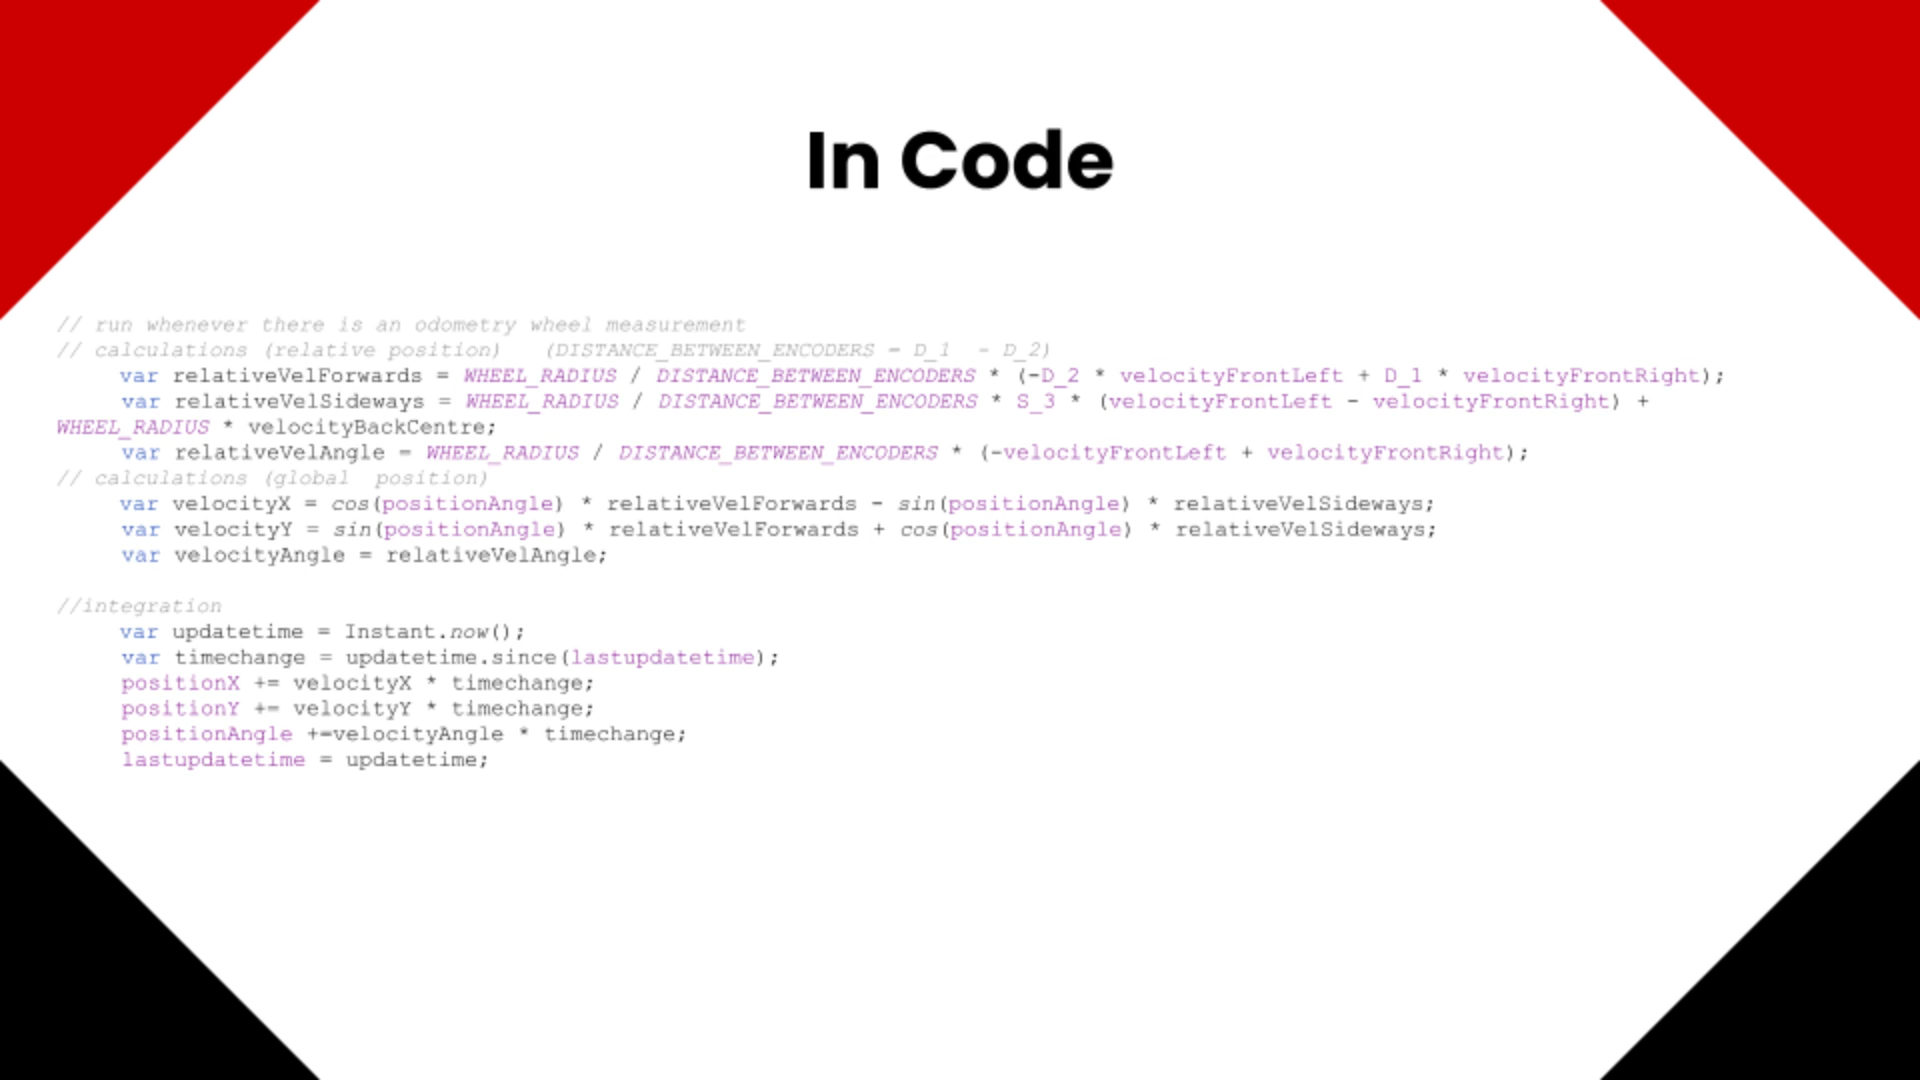 In Code
// run whenever there is an odometry wheel measurement
// calculations (relative position)   (DISTANCE_BETWEEN_ENCODERS = D_1  - D_2)
var relativeVelForwards = WHEEL_RADIUS / DISTANCE_BETWEEN_ENCODERS * (-D_2 * velocityFrontLeft + D_1 * velocityFrontRight);
var relativeVelSideways = WHEEL_RADIUS / DISTANCE_BETWEEN_ENCODERS * S_3 * (velocityFrontLeft - velocityFrontRight) +
WHEEL_RADIUS * velocityBackCentre;
var relativeVelAngle = WHEEL_RADIUS / DISTANCE_BETWEEN_ENCODERS * (-velocityFrontLeft + velocityFrontRight);
// calculations (global  position)
var velocityX = cos(positionAngle) * relativeVelForwards - sin(positionAngle) * relativeVelSideways;
var velocityY = sin(positionAngle) * relativeVelForwards + cos(positionAngle) * relativeVelSideways;
var velocityAngle = relativeVelAngle;
//integration
var updatetime = Instant.now();
var timechange = updatetime.since(lastupdatetime);
positionX += velocityX * timechange;
positionY += velocityY * timechange;
positionAngle +=velocityAngle * timechange;
lastupdatetime = updatetime;